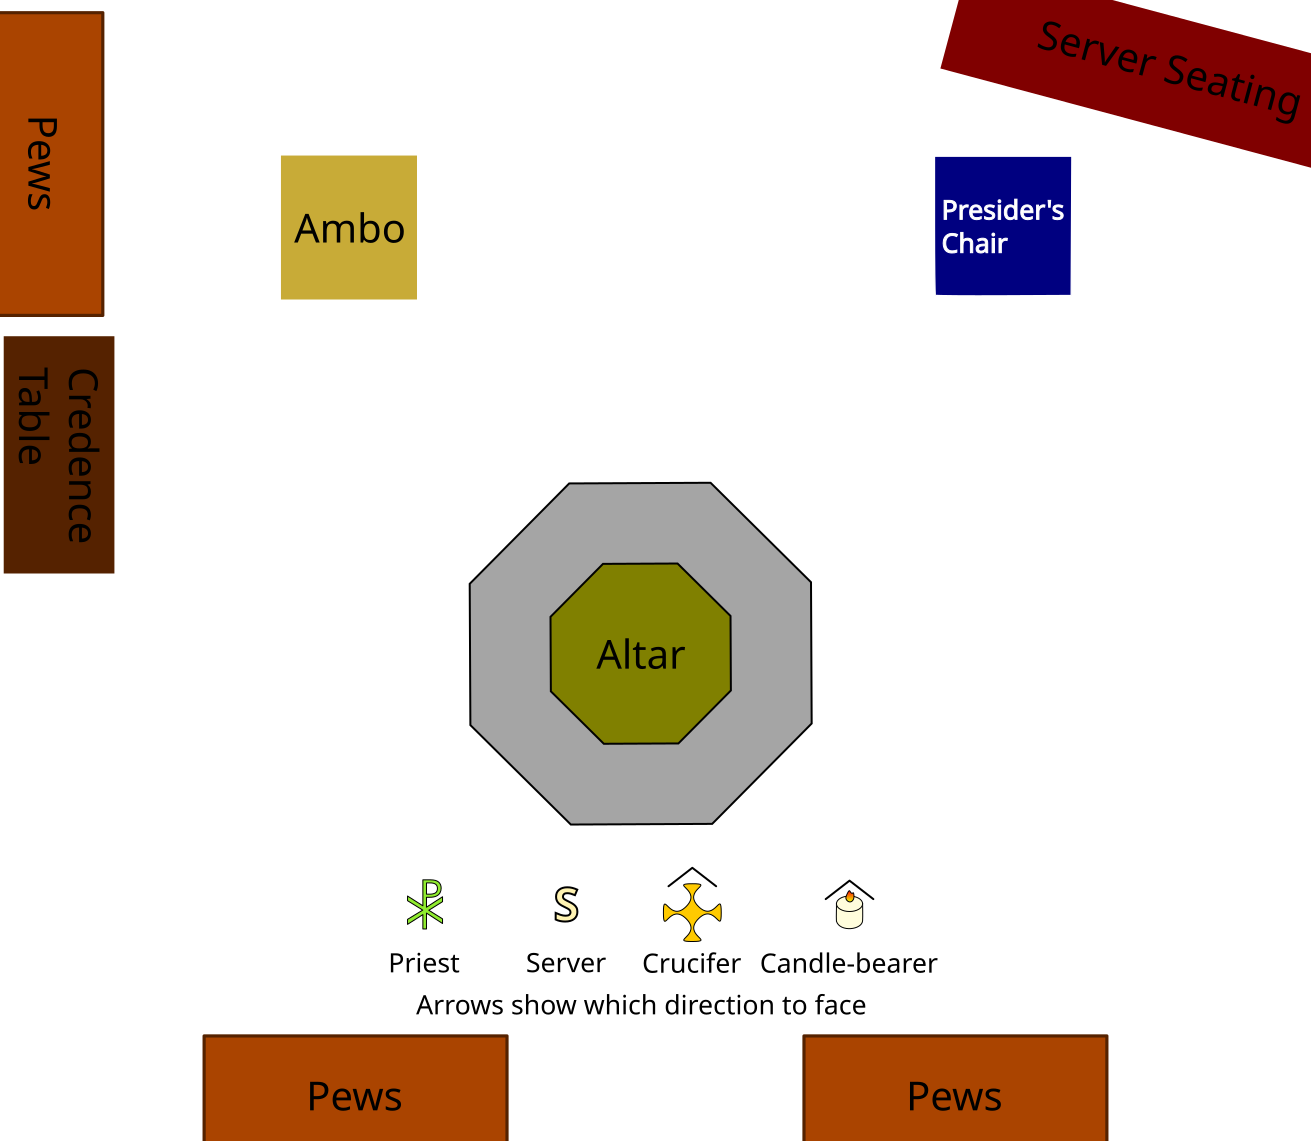 Server Seating
Pews
Ambo
Presider's
Chair
Credence
Table
Altar
S
Priest
Server
Crucifer
Candle-bearer
Arrows show which direction to face
Pews
Pews